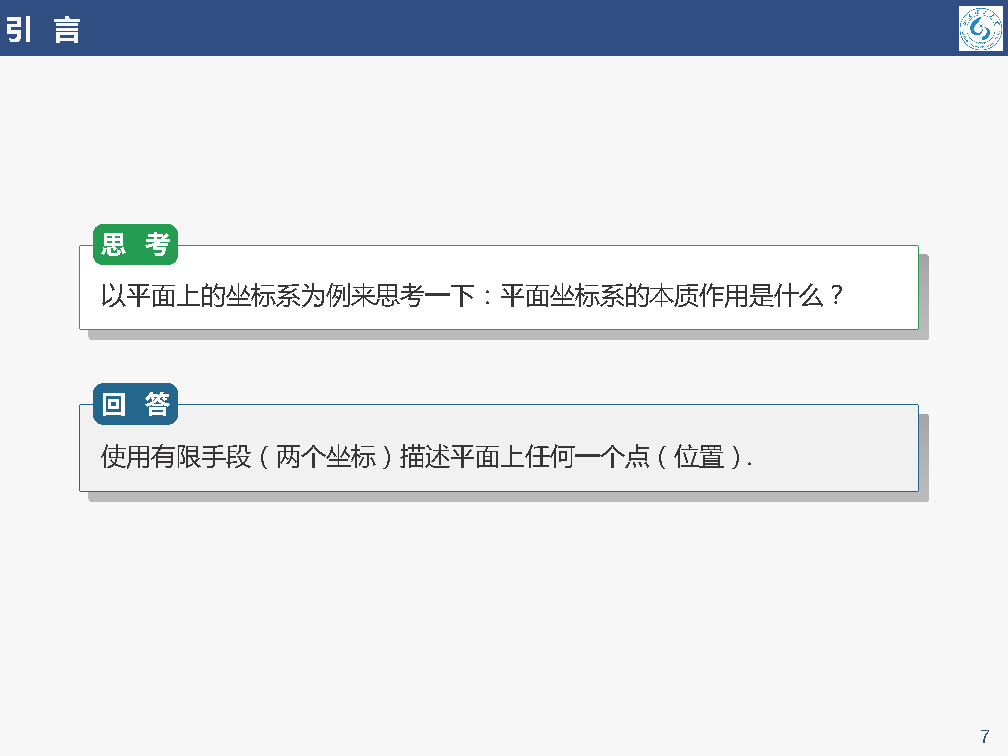 引 言
思 考
以平面上的坐标系为例来思考一下：平面坐标系的本质作用是什么？
回 答
使用有限手段（两个坐标）描述平面上任何一个点（位置）.
7